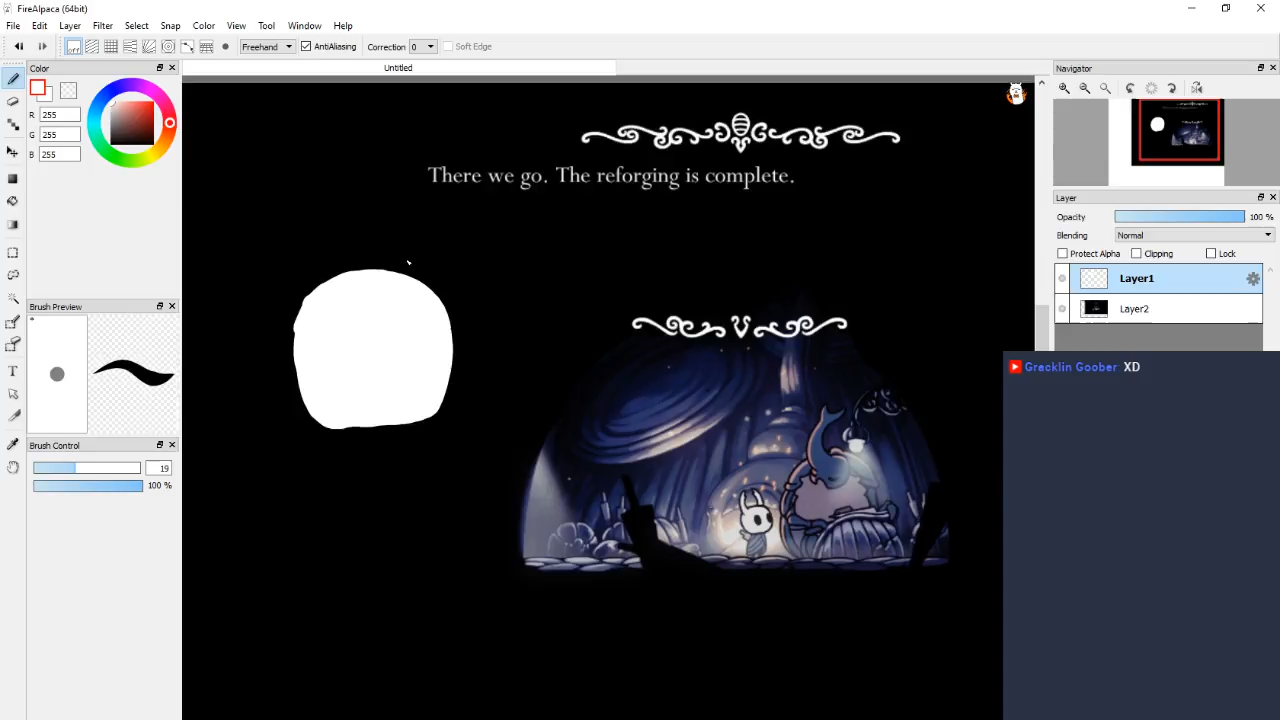 FireAlpaca (64bit)
File Edit Layer Filter Select Snap Color View Tool Window Help
OFF Freehand AntiAliasing Correction 0 Soft Edge
Color
Untitled
Navigator
R 255
G 255
B 255
There we go. The reforging is complete.
Layer
Opacity 100 %
Blending Normal
Protect Alpha Clipping Lock
Layer1
Layer2
Brush Preview
Brush Control
19
100 %
Gracklin Goober XD